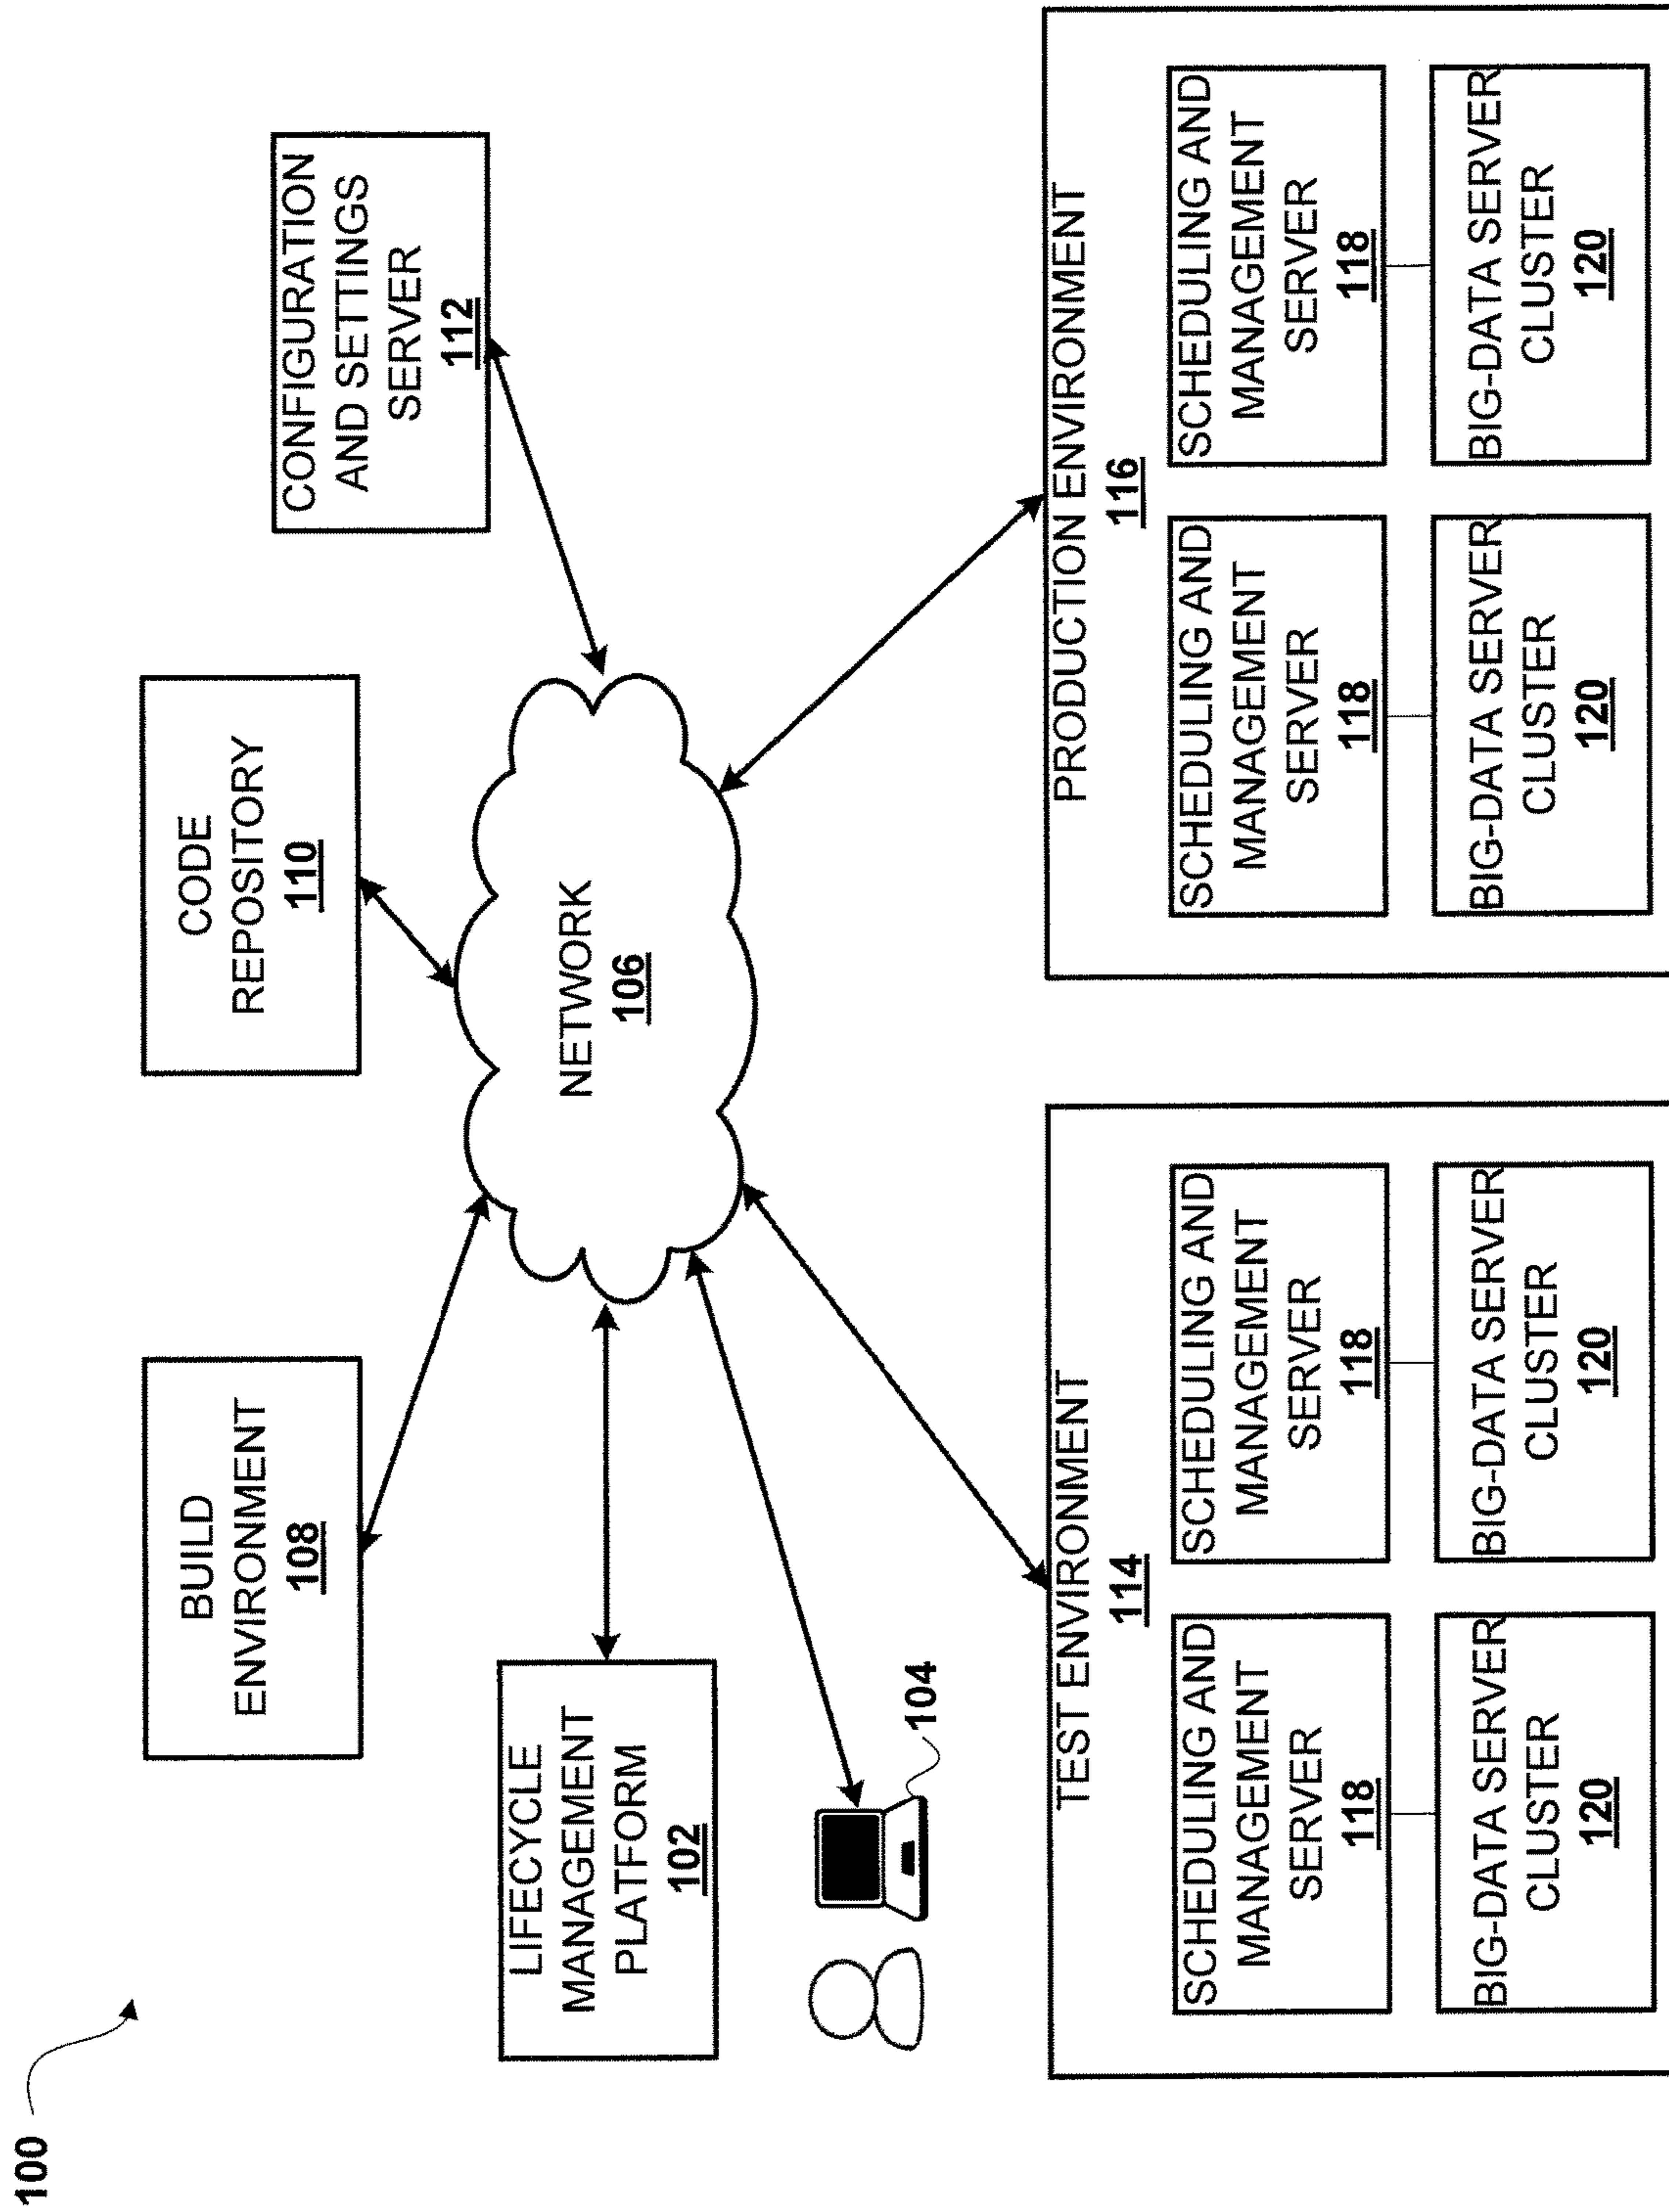 100
BUILD
ENVIRONMENT
108
CODE
REPOSITORY
110
CONFIGURATION
AND SETTINGS
SERVER
112
LIFECYCLE
MANAGEMENT
PLATFORM
102
NETWORK
106
104
TEST ENVIRONMENT
114
SCHEDULING AND
MANAGEMENT
SERVER
118
SCHEDULING AND
MANAGEMENT
SERVER
118
BIG-DATA SERVER
CLUSTER
120
BIG-DATA SERVER
CLUSTER
120
PRODUCTION ENVIRONMENT
116
SCHEDULING AND
MANAGEMENT
SERVER
118
SCHEDULING AND
MANAGEMENT
SERVER
118
BIG-DATA SERVER
CLUSTER
120
BIG-DATA SERVER
CLUSTER
120